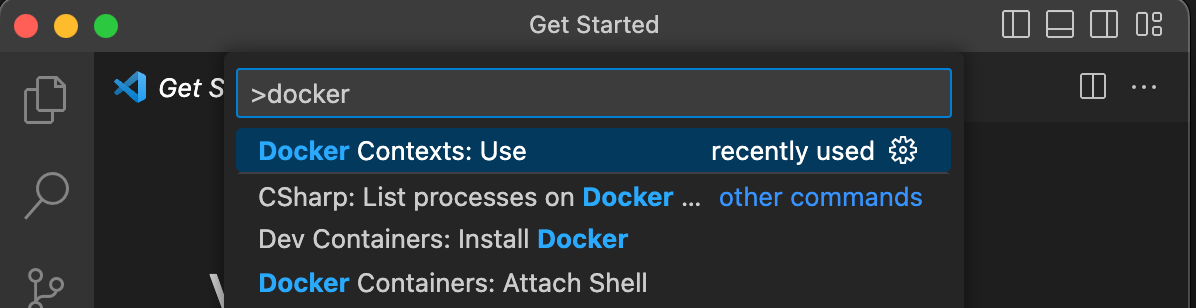 Get Started
Get S
>docker
Docker Contexts: Use recently used
CSharp: List processes on Docker ... other commands
Dev Containers: Install Docker
Docker Containers: Attach Shell